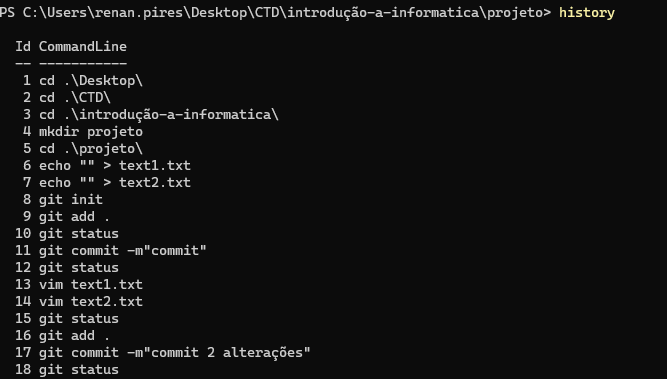 PS C:\Users\renan.pires\Desktop\CTD\introdução-a-informatica\projeto> history
Id CommandLine
-- -----------
1 cd .\Desktop\
2 cd .\CTD\
3 cd .\introdução-a-informatica\
4 mkdir projeto
5 cd .\projeto\
6 echo "" > text1.txt
7 echo "" > text2.txt
8 git init
9 git add .
10 git status
11 git commit -m"commit"
12 git status
13 vim text1.txt
14 vim text2.txt
15 git status
16 git add .
17 git commit -m"commit 2 alterações"
18 git status